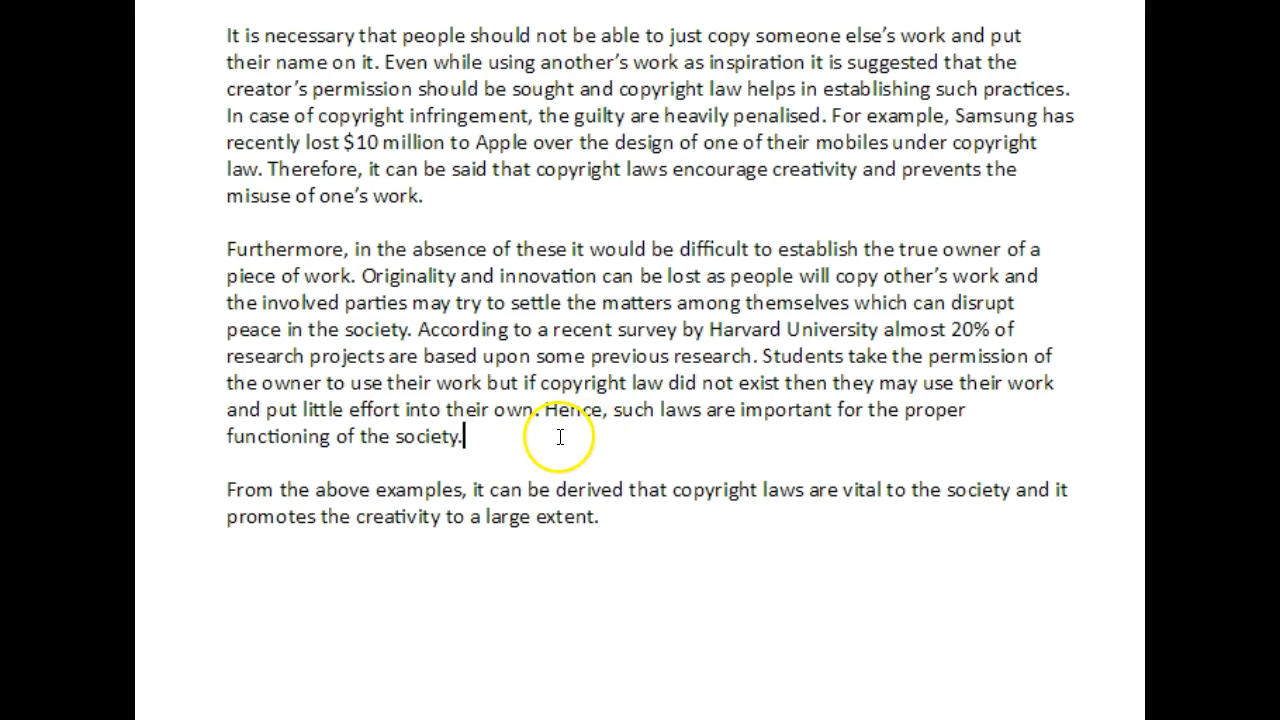 It is necessary that people should not be able to just copy someone else’s work and put
their name on it. Even while using another’s work as inspiration it is suggested that the
creator’s permission should be sought and copyright law helps in establishing such practices.
In case of copyright infringement, the guilty are heavily penalised. For example, Samsung has
recently lost $10 million to Apple over the design of one of their mobiles under copyright
law. Therefore, it can be said that copyright laws encourage creativity and prevents the
misuse of one’s work.
Furthermore, in the absence of these it would be difficult to establish the true owner of a
piece of work. Originality and innovation can be lost as people will copy other’s work and
the involved parties may try to settle the matters among themselves which can disrupt
peace in the society. According to a recent survey by Harvard University almost 20% of
research projects are based upon some previous research. Students take the permission of
the owner to use their work but if copyright law did not exist then they may use their work
and put little effort into their own. Hence, such laws are important for the proper
functioning of the society.
From the above examples, it can be derived that copyright laws are vital to the society and it
promotes the creativity to a large extent.